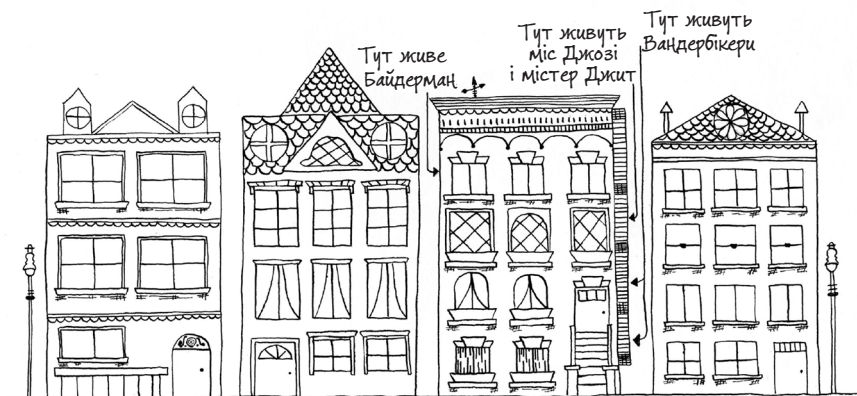 Тут живе
Байдерман
Тут живуть
міс Джозі
і містер Джит
Тут живуть
Вандербікери